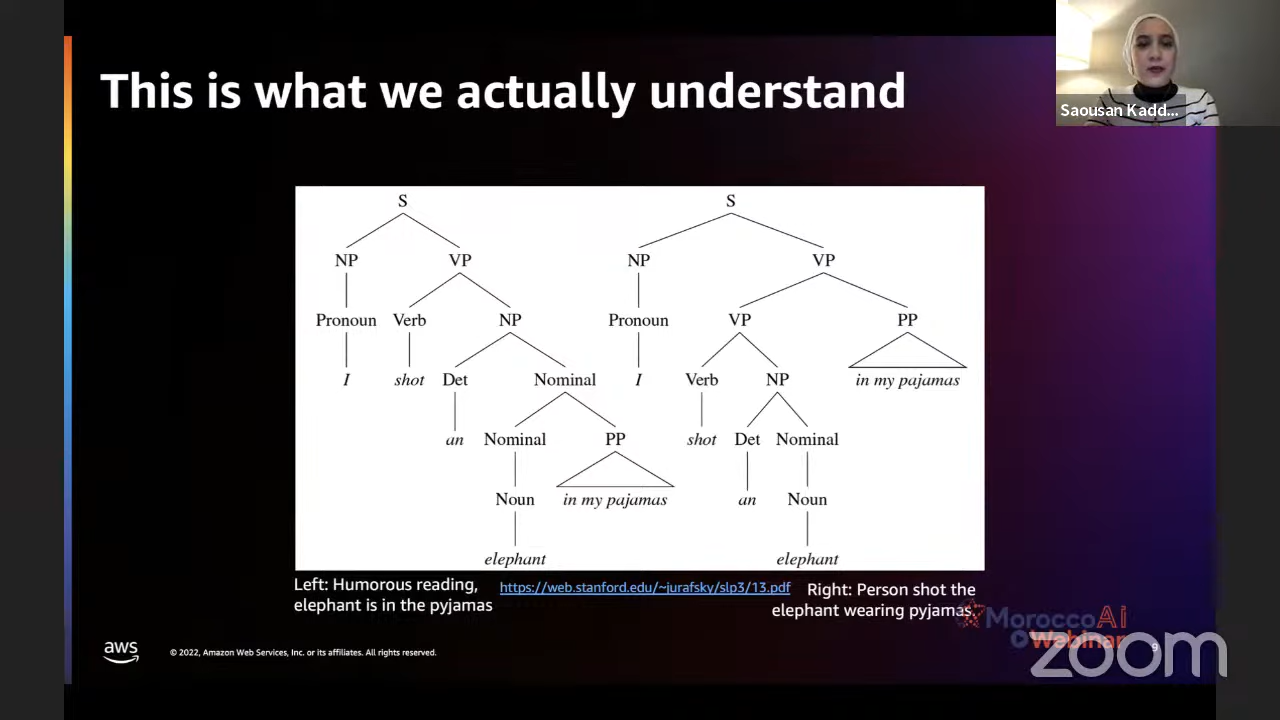 This is what we actually understand
Saousan Kadd...
S
NP VP
Pronoun Verb NP
I shot Det Nominal
an Nominal PP
Noun in my pajamas
elephant
S
NP VP
Pronoun VP PP
I Verb NP in my pajamas
shot Det Nominal
an Noun
elephant
Left: Humorous reading,
elephant is in the pyjamas
https://web.stanford.edu/~jurafsky/slp3/13.pdf
Right: Person shot the
elephant wearing pyjamas.
MoroccoAI
Webinar
aws
© 2022, Amazon Web Services, Inc. or its affiliates. All rights reserved.
9
zoom